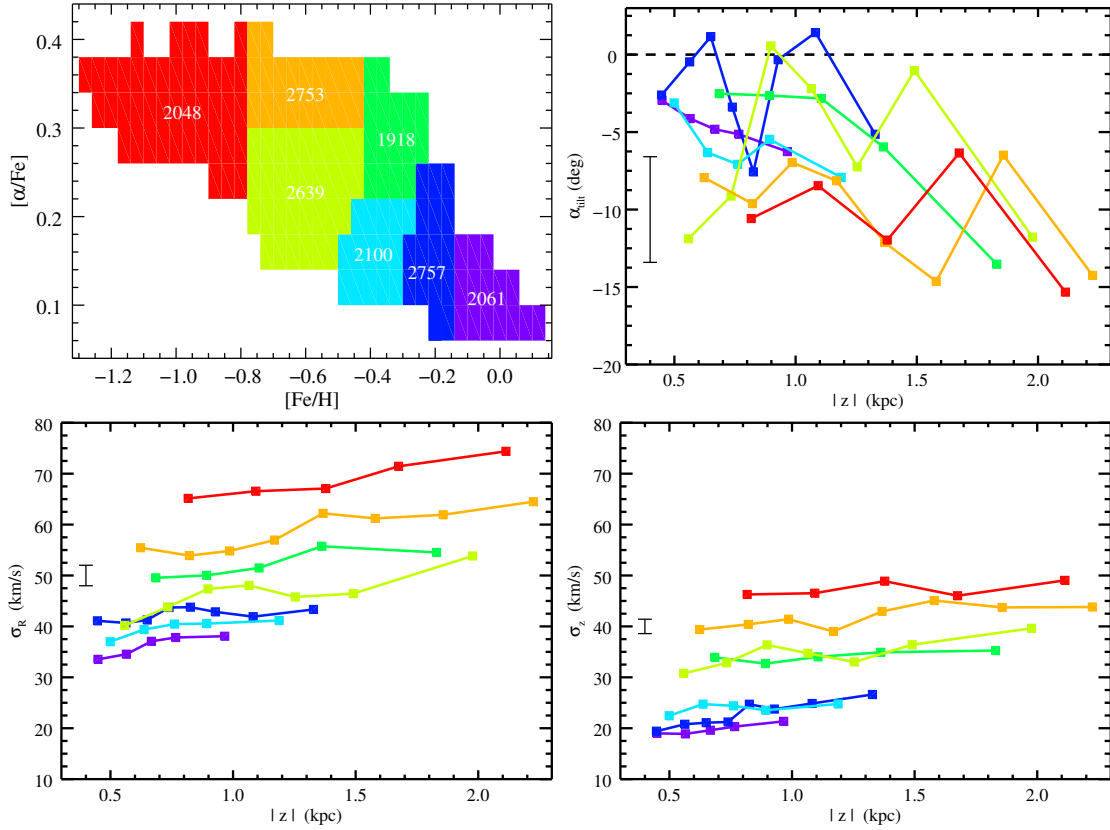 0.4
0.3
0.2
0.1
[α/Fe]
2048
2753
1918
2639
2100
2757
2061
−1.2 −1.0 −0.8 −0.6 −0.4 −0.2 0.0
[Fe/H]
0
−5
−10
−15
−20
α_tilt (deg)
0.5 1.0 1.5 2.0
| z | (kpc)
80
70
60
50
40
30
20
10
σ_R (km/s)
0.5 1.0 1.5 2.0
| z | (kpc)
80
70
60
50
40
30
20
10
σ_z (km/s)
0.5 1.0 1.5 2.0
| z | (kpc)